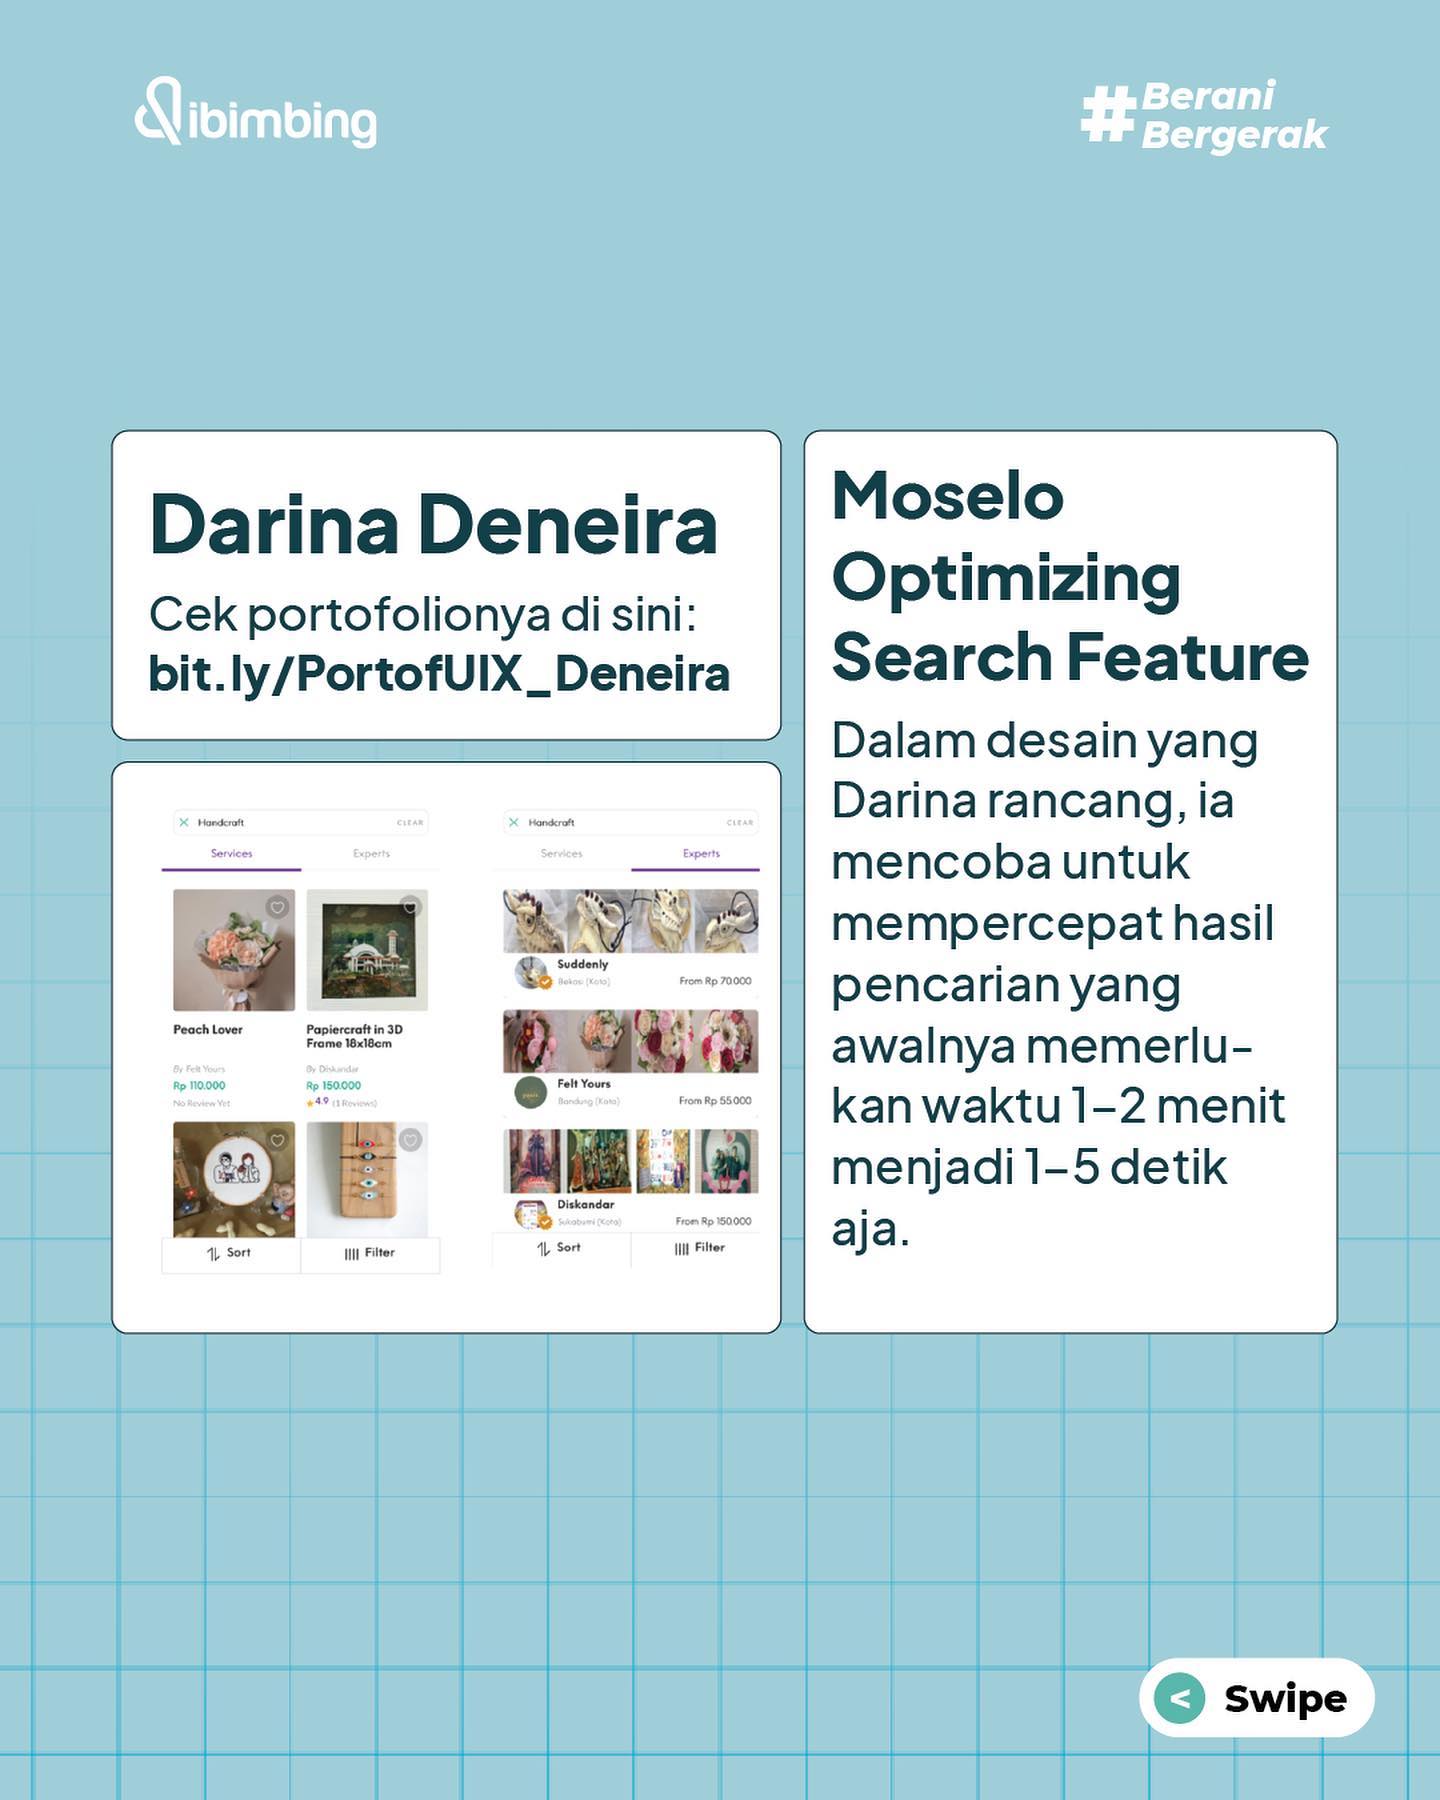 dibimbing
#Berani
Bergerak
Darina Deneira
Cek portofolionya di sini:
bit.ly/PortofUIX_Deneira
Handcraft CLEAR
Services Experts
Peach Lover
By Felt Yours
Rp 110.000
No Review Yet
Papiercraft in 3D
Frame 18x18cm
By Diskandar
Rp 150.000
4.9 (3 Reviews)
Sort Filter
Handcraft CLEAR
Services Experts
Suddenly
Bekasi (Kota) From Rp 70.000
Felt Yours
Bandung (Kota) From Rp 55.000
Diskandar
Sukabumi (Kota) From Rp 150.000
Sort Filter
Moselo
Optimizing
Search Feature
Dalam desain yang
Darina rancang, ia
mencoba untuk
mempercepat hasil
pencarian yang
awalnya memerlu-
kan waktu 1–2 menit
menjadi 1–5 detik
aja.
< Swipe